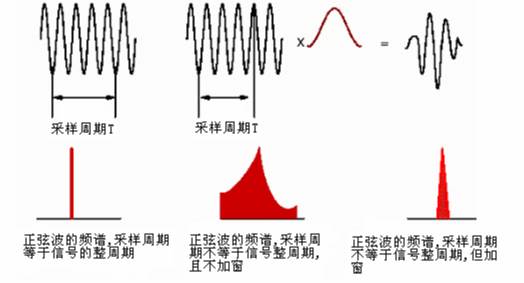 X
=
采样周期T
采样周期T
正弦波的频谱,采样周期
等于信号的整周期
正弦波的频谱,采样周
期不等于信号整周期,
且不加窗
正弦波的频谱,采样周期
不等于信号整周期,但加
窗